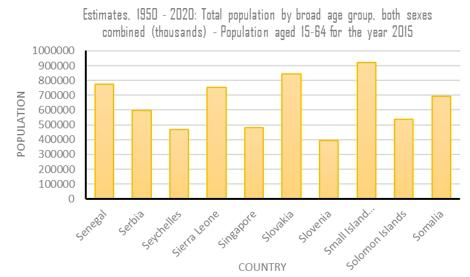 Estimates, 1950 - 2020: Total population by broad age group, both sexes
combined (thousands) - Population aged 15-64 for the year 2015
1000000
900000
800000
700000
600000
500000
400000
300000
200000
100000
0
POPULATION
Senegal
Serbia
Seychelles
Sierra Leone
Singapore
Slovakia
Slovenia
Small Island...
Solomon Islands
Somalia
COUNTRY